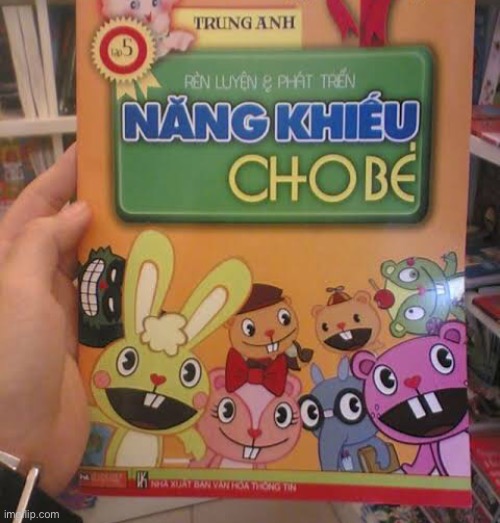 TRUNG ANH
tập 5
RÈN LUYỆN & PHÁT TRIỂN
NĂNG KHIẾU
CHO BÉ
NHÀ XUẤT BẢN VĂN HÓA THÔNG TIN
imgflip.com